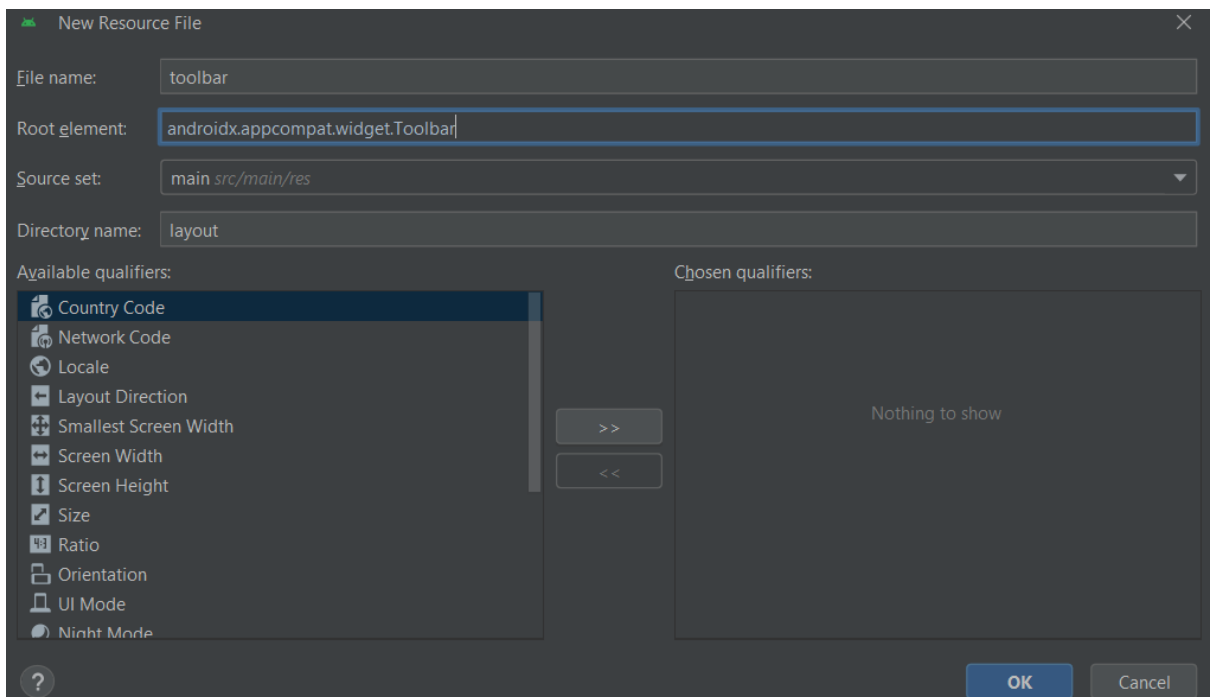 New Resource File
File name: toolbar
Root element: androidx.appcompat.widget.Toolbar
Source set: main src/main/res
Directory name: layout
Available qualifiers: Chosen qualifiers:
Country Code
Network Code
Locale
Layout Direction
Smallest Screen Width
Screen Width
Screen Height
Size
Ratio
Orientation
UI Mode
Night Mode
>>
<<
Nothing to show
? OK Cancel